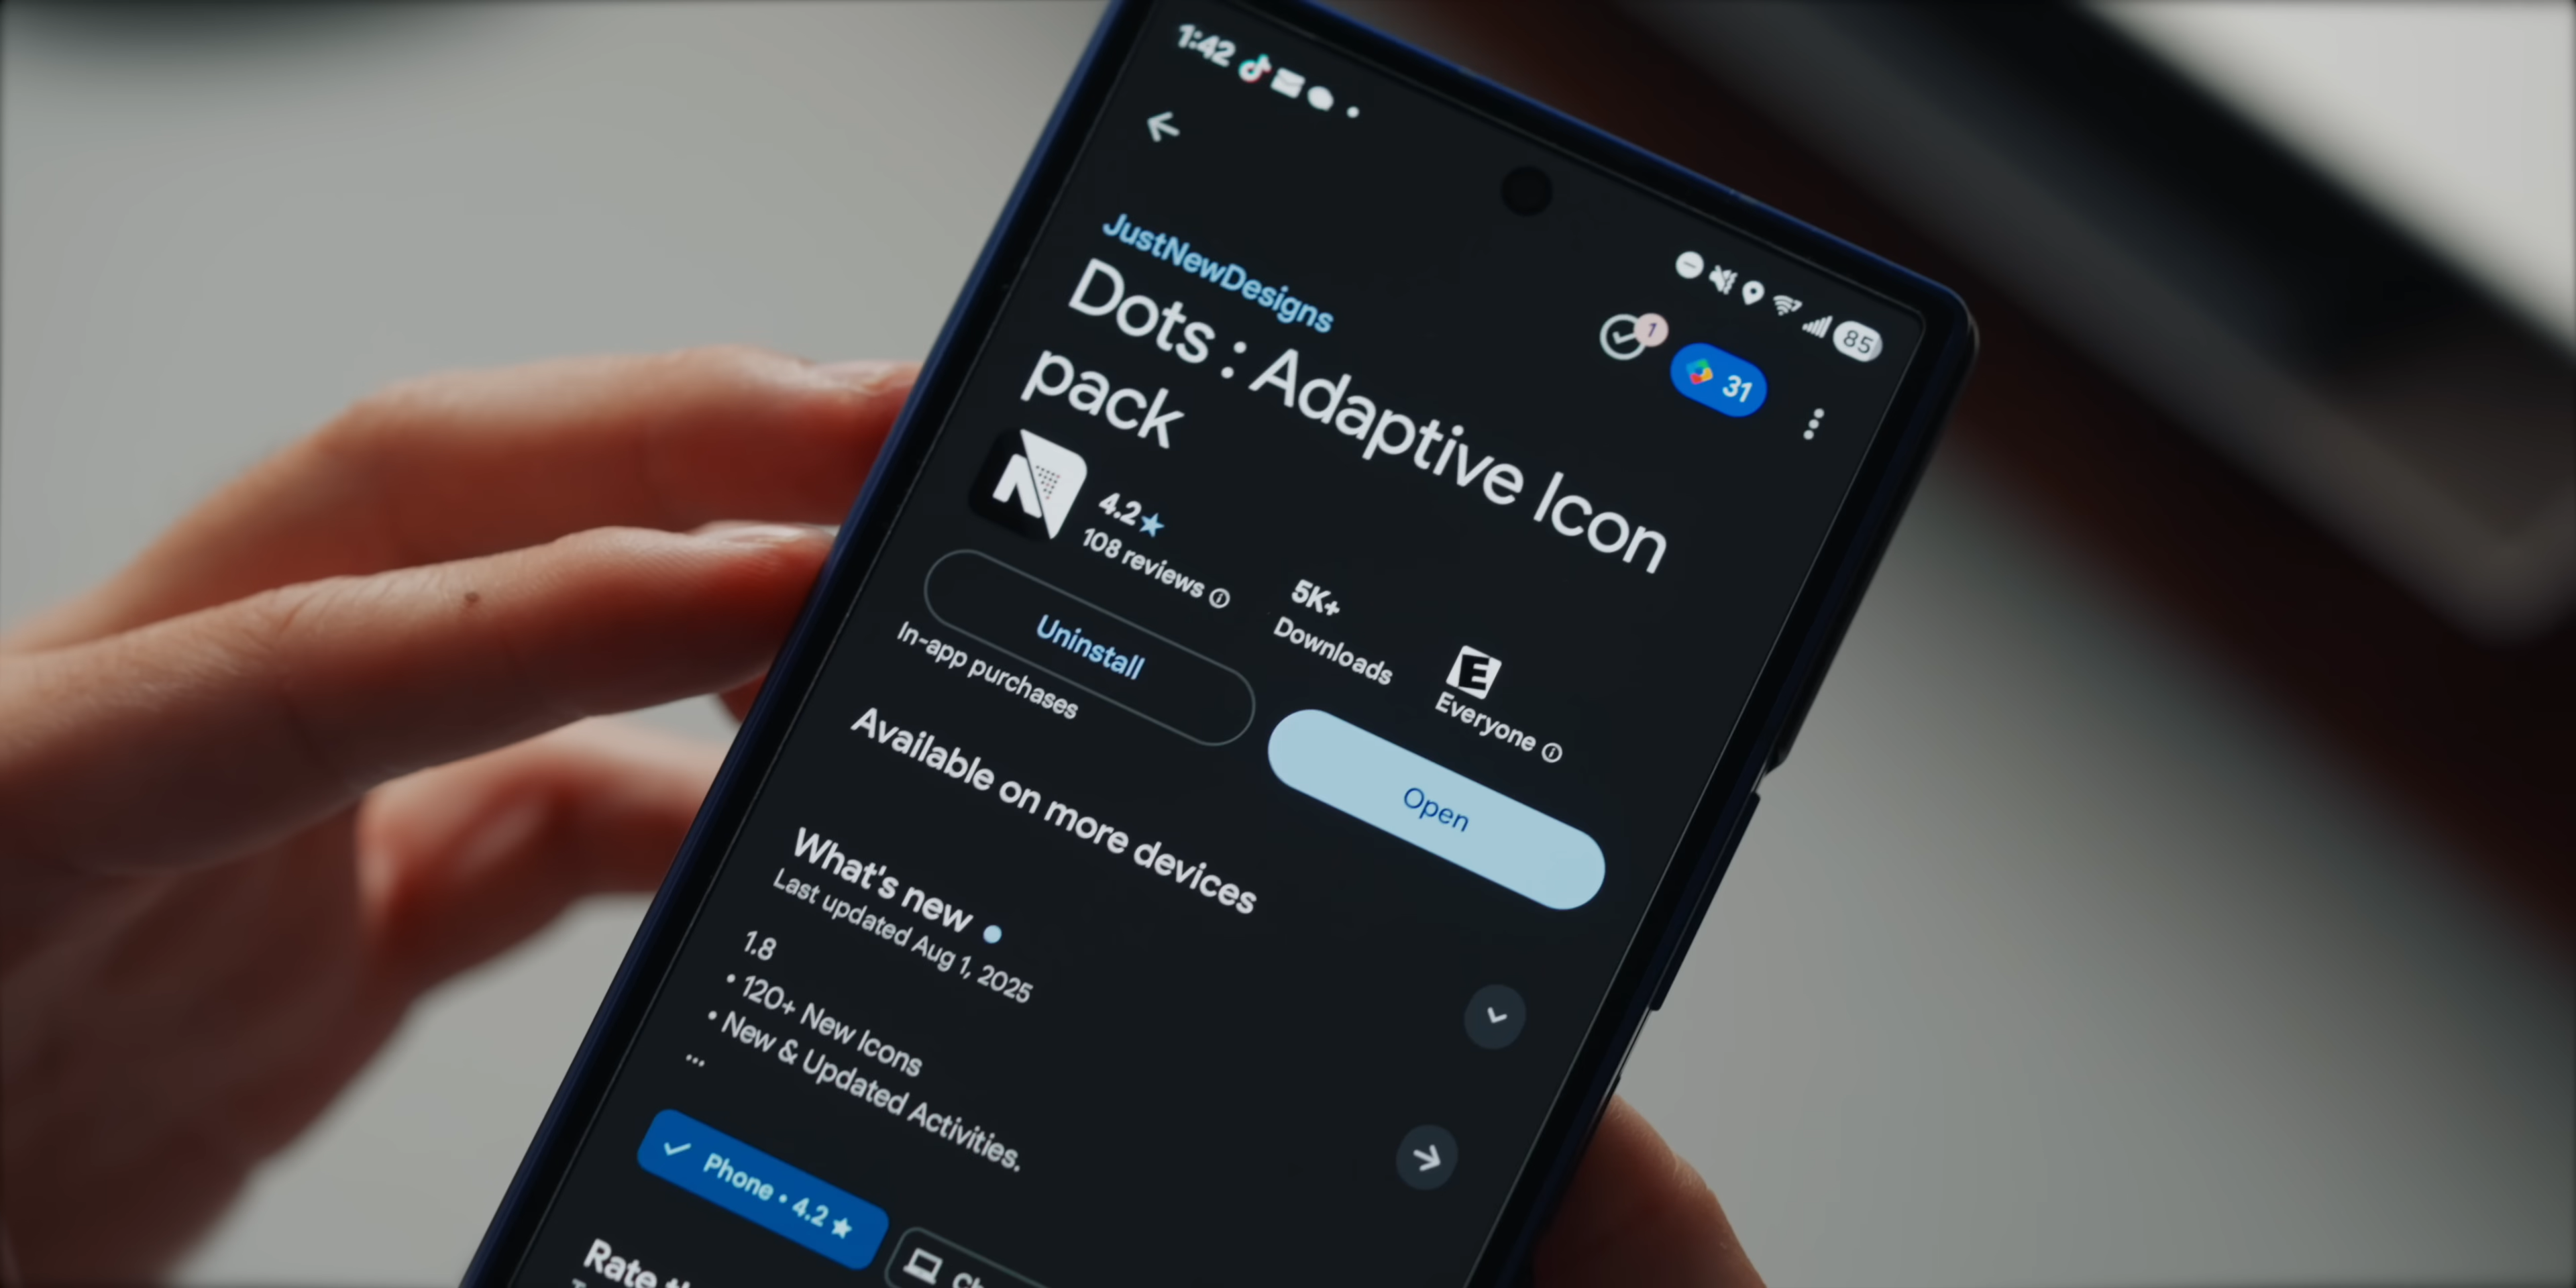 1:42
85
1
31
JustNewDesigns
Dots : Adaptive Icon
pack
4.2★
108 reviews
5K+
Downloads
E
Everyone
Uninstall
Open
In-app purchases
Available on more devices
What's new
Last updated Aug 1, 2025
1.8
• 120+ New Icons
• New & Updated Activities.
...
Phone • 4.2 ★
Rate